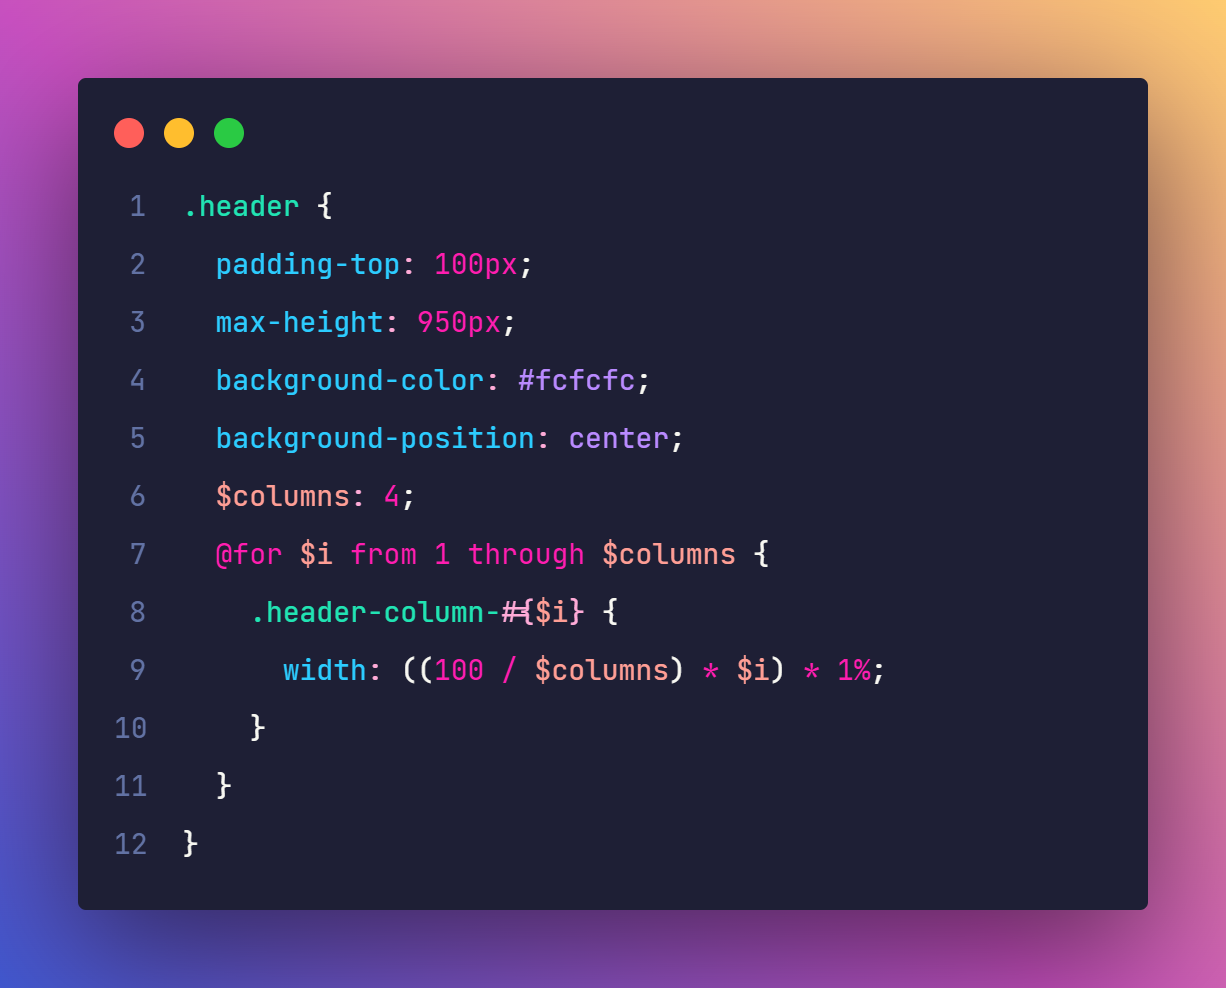 1 .header {
2   padding-top: 100px;
3   max-height: 950px;
4   background-color: #fcfcfc;
5   background-position: center;
6   $columns: 4;
7   @for $i from 1 through $columns {
8     .header-column-#{$i} {
9       width: ((100 / $columns) * $i) * 1%;
10     }
11   }
12 }